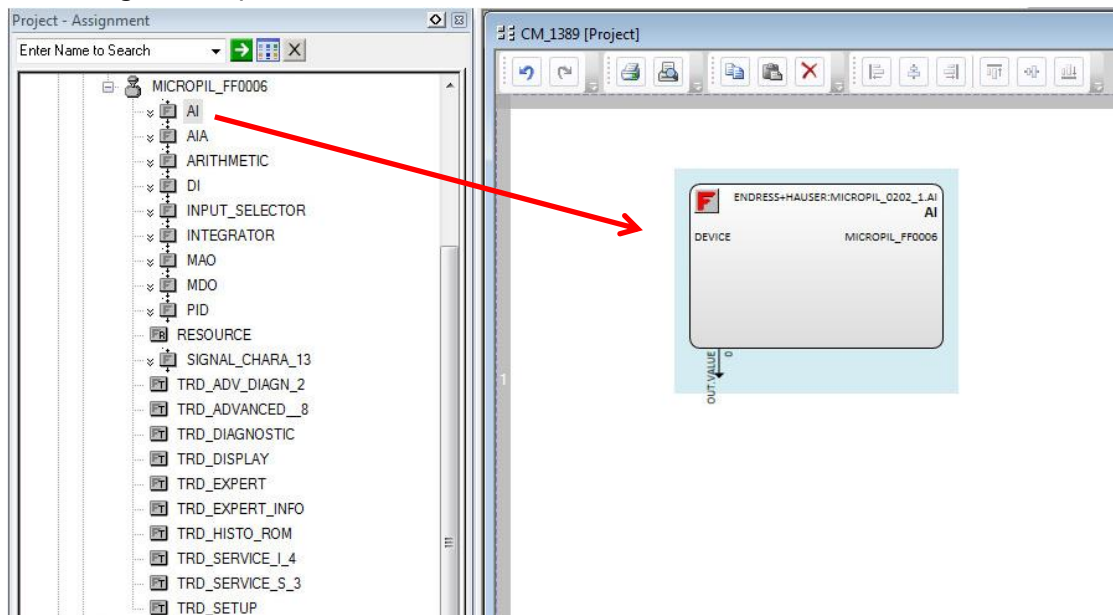 Project - Assignment
Enter Name to Search
MICROPIL_FF0006
AI
AIA
ARITHMETIC
DI
INPUT_SELECTOR
INTEGRATOR
MAO
MDO
PID
RESOURCE
SIGNAL_CHARA_13
TRD_ADV_DIAGN_2
TRD_ADVANCED__8
TRD_DIAGNOSTIC
TRD_DISPLAY
TRD_EXPERT
TRD_EXPERT_INFO
TRD_HISTO_ROM
TRD_SERVICE_I_4
TRD_SERVICE_S_3
TRD_SETUP
CM_1389 [Project]
ENDRESS+HAUSER:MICROPIL_0202_1.AI
AI
DEVICE MICROPIL_FF0006
OUT.VALUE
0
1